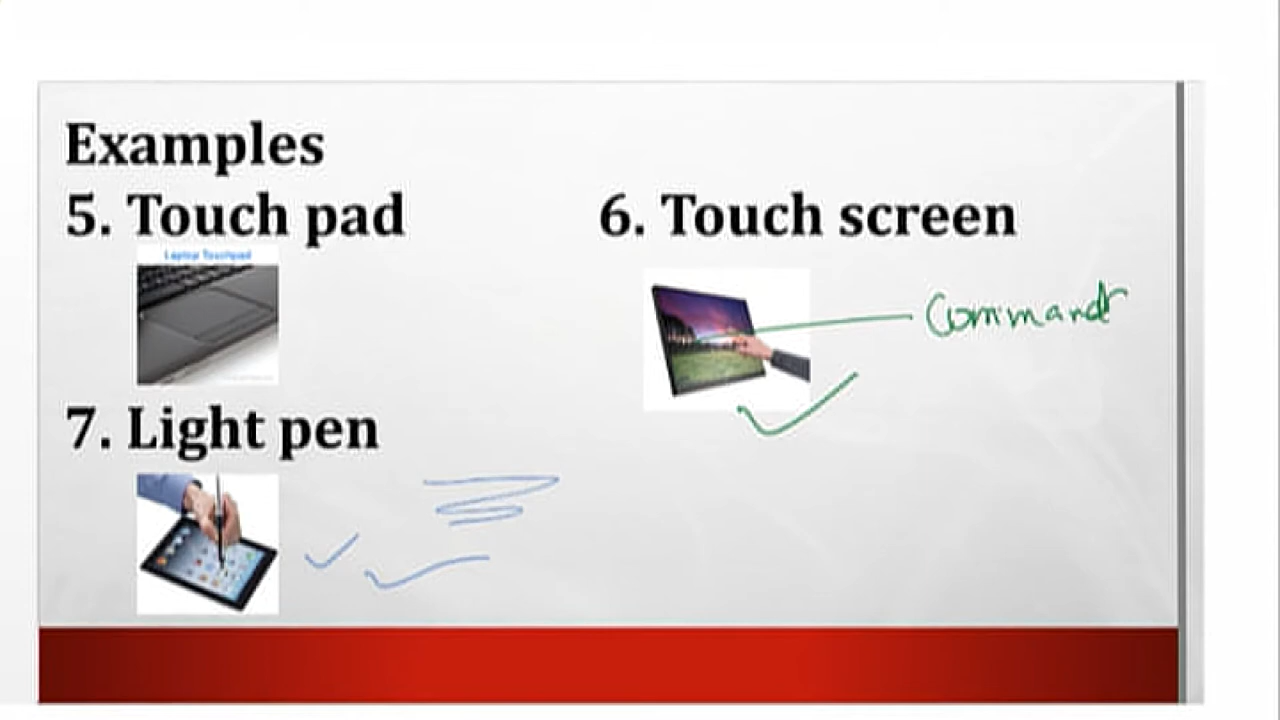 Examples
5. Touch pad
6. Touch screen
Laptop Touchpad
Command
7. Light pen